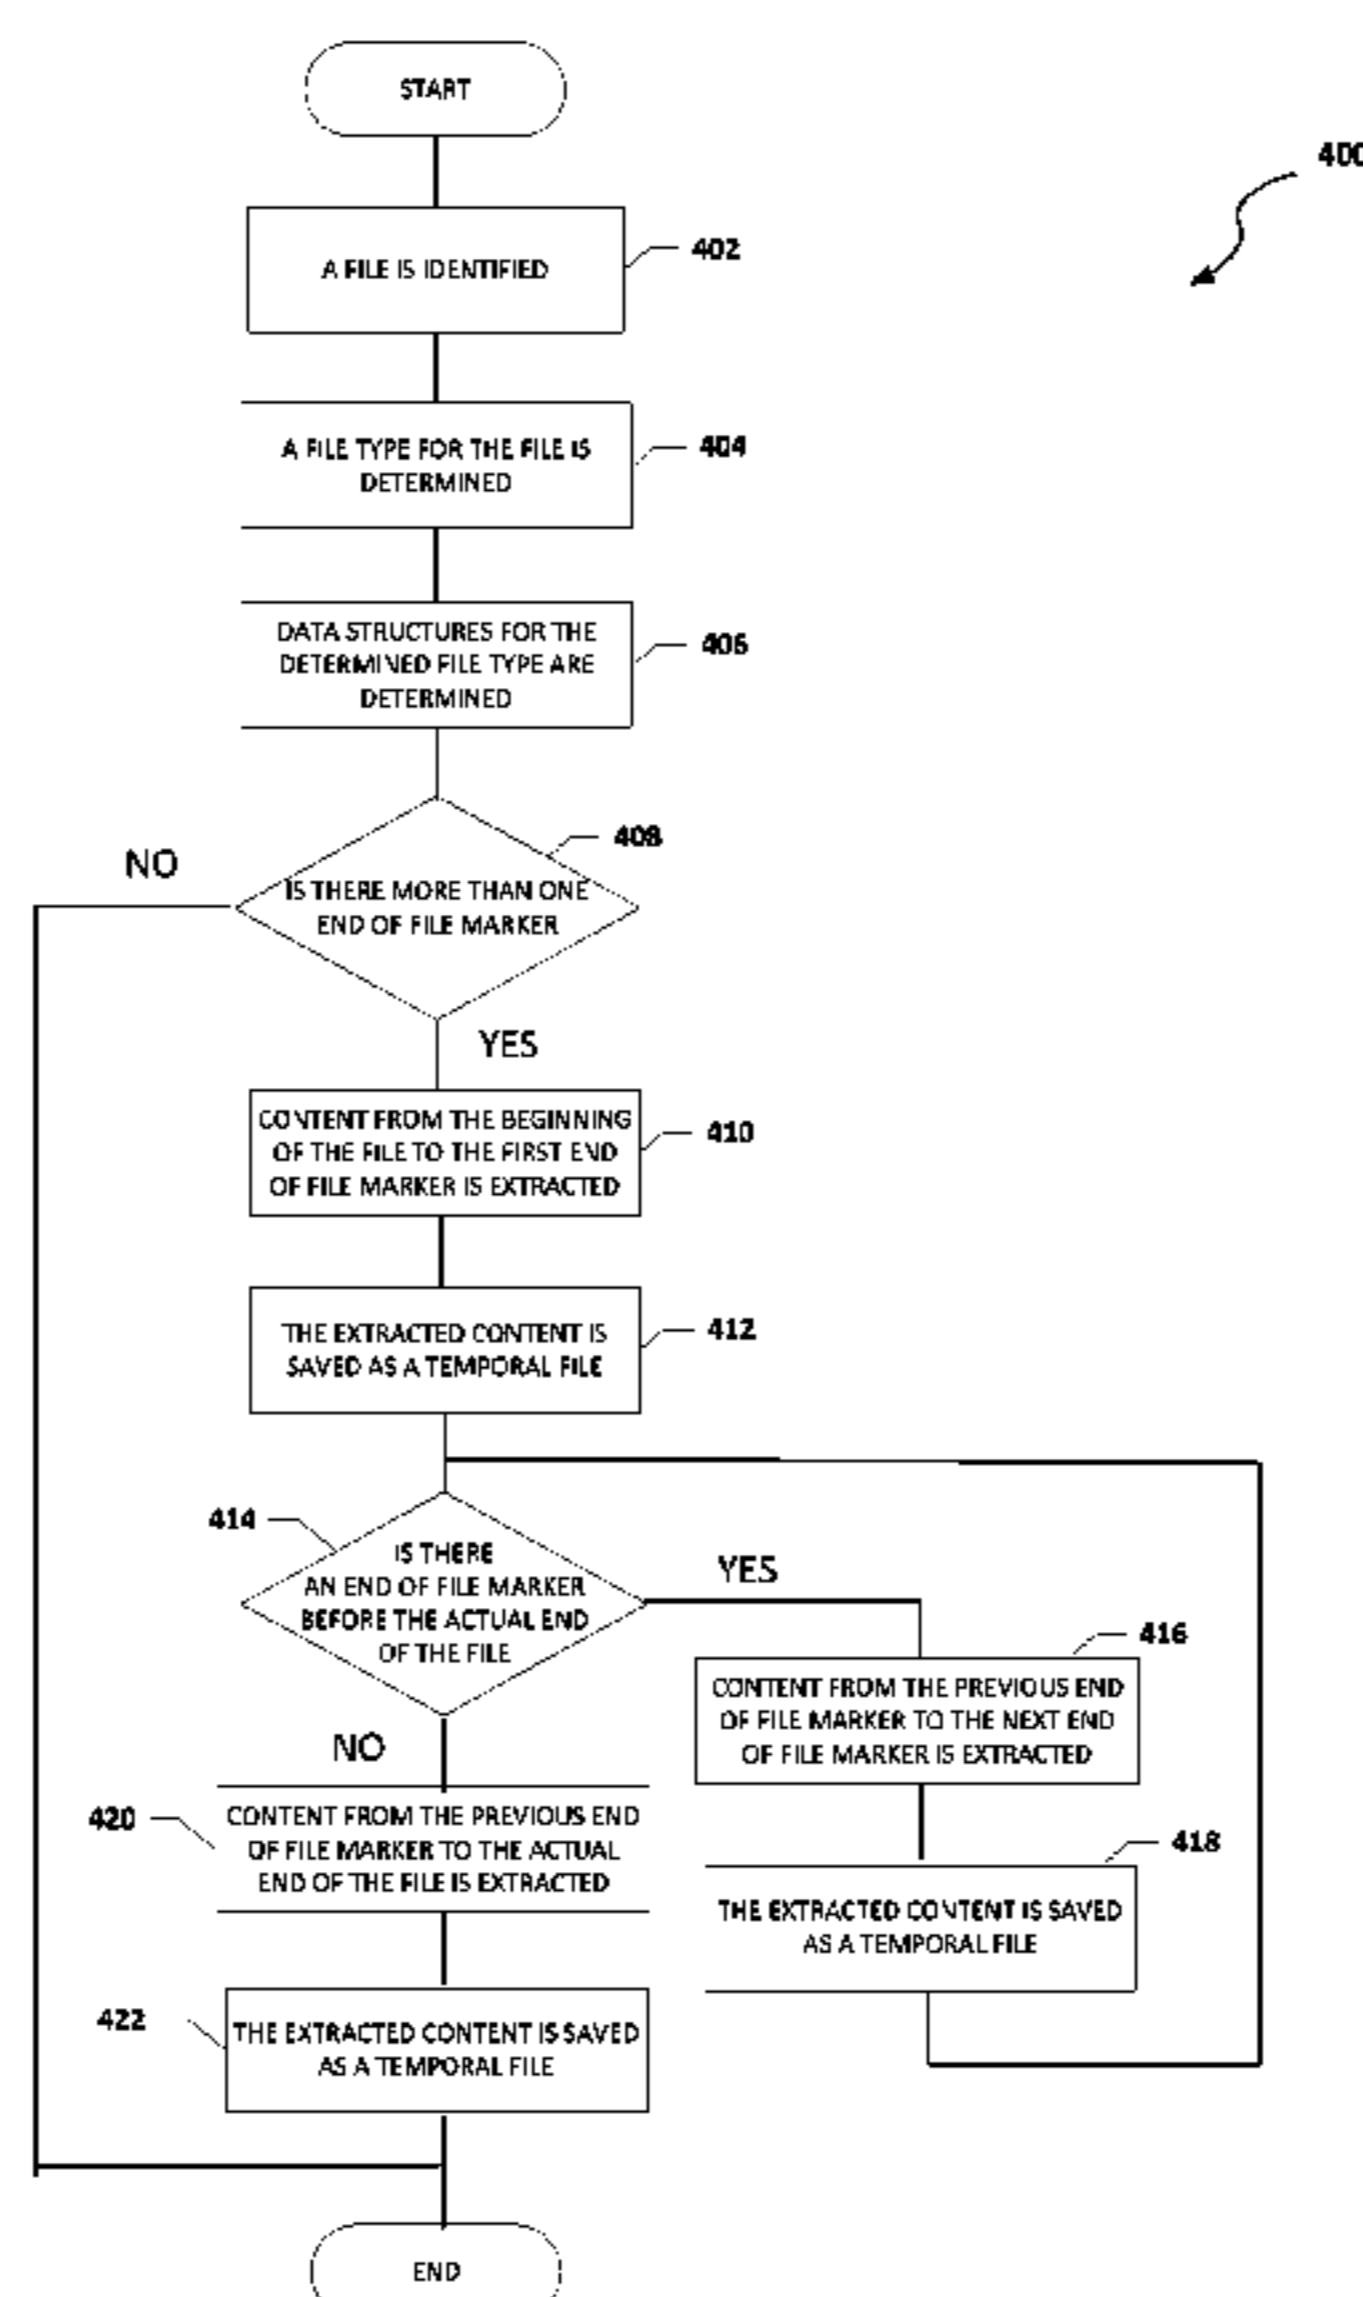 START
400
A FILE IS IDENTIFIED
402
A FILE TYPE FOR THE FILE IS
DETERMINED
404
DATA STRUCTURES FOR THE
DETERMINED FILE TYPE ARE
DETERMINED
406
408
NO
IS THERE MORE THAN ONE
END OF FILE MARKER
YES
CONTENT FROM THE BEGINNING
OF THE FILE TO THE FIRST END
OF FILE MARKER IS EXTRACTED
410
THE EXTRACTED CONTENT IS
SAVED AS A TEMPORAL FILE
412
414
IS THERE
AN END OF FILE MARKER
BEFORE THE ACTUAL END
OF THE FILE
YES
416
CONTENT FROM THE PREVIOUS END
OF FILE MARKER TO THE NEXT END
OF FILE MARKER IS EXTRACTED
NO
420
CONTENT FROM THE PREVIOUS END
OF FILE MARKER TO THE ACTUAL
END OF THE FILE IS EXTRACTED
418
THE EXTRACTED CONTENT IS SAVED
AS A TEMPORAL FILE
422
THE EXTRACTED CONTENT IS SAVED
AS A TEMPORAL FILE
END